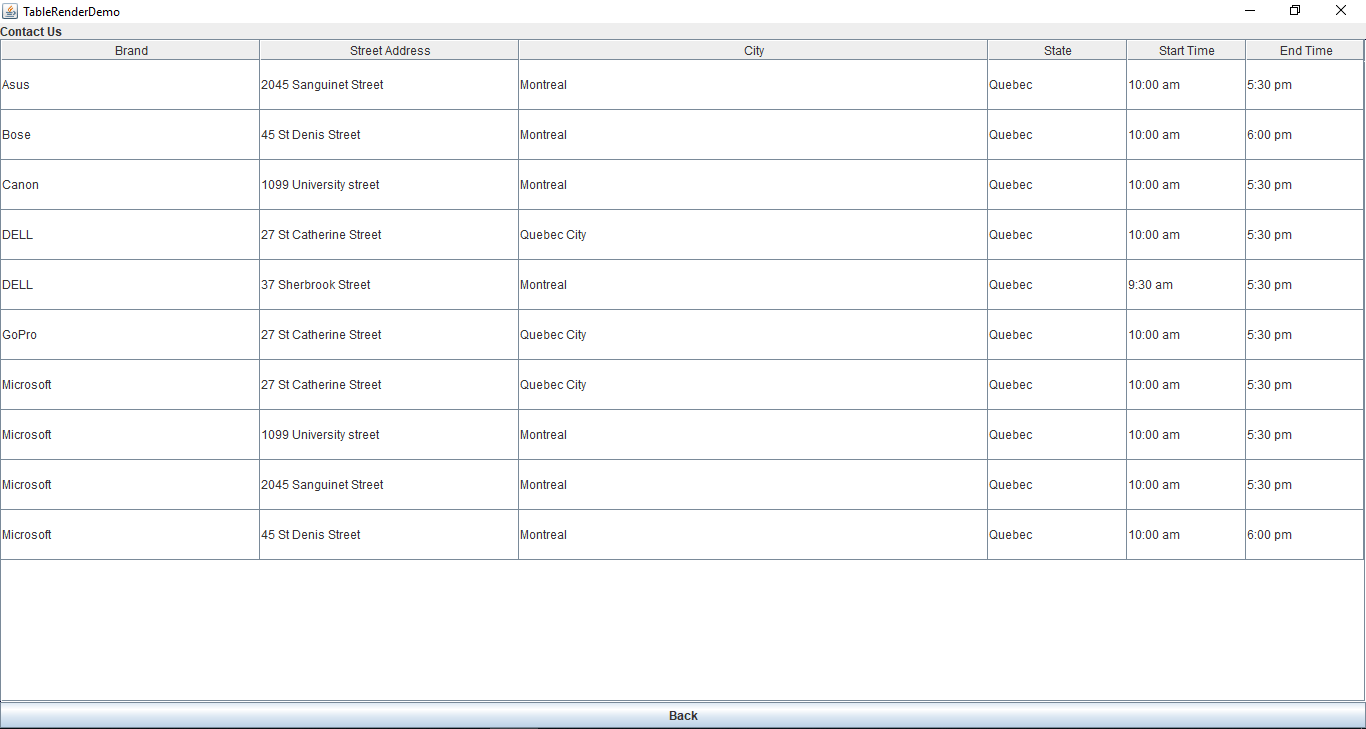 TableRenderDemo
Contact Us
Brand Street Address City State Start Time End Time
Asus 2045 Sanguinet Street Montreal Quebec 10:00 am 5:30 pm
Bose 45 St Denis Street Montreal Quebec 10:00 am 6:00 pm
Canon 1099 University street Montreal Quebec 10:00 am 5:30 pm
DELL 27 St Catherine Street Quebec City Quebec 10:00 am 5:30 pm
DELL 37 Sherbrook Street Montreal Quebec 9:30 am 5:30 pm
GoPro 27 St Catherine Street Quebec City Quebec 10:00 am 5:30 pm
Microsoft 27 St Catherine Street Quebec City Quebec 10:00 am 5:30 pm
Microsoft 1099 University street Montreal Quebec 10:00 am 5:30 pm
Microsoft 2045 Sanguinet Street Montreal Quebec 10:00 am 5:30 pm
Microsoft 45 St Denis Street Montreal Quebec 10:00 am 6:00 pm
Back